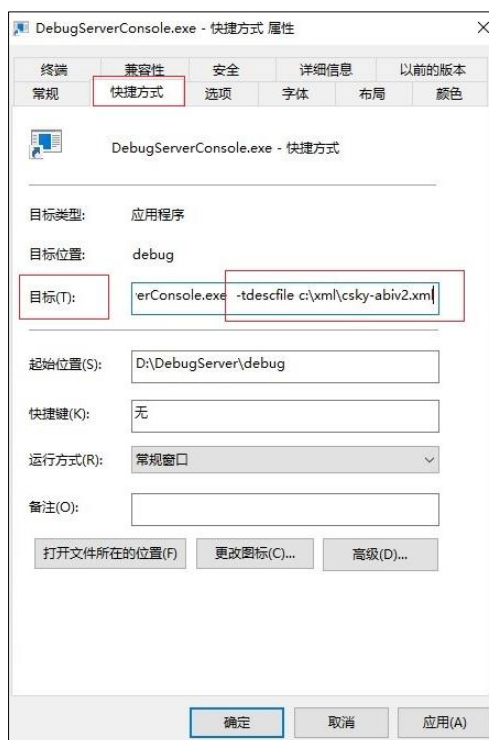 DebugServerConsole.exe - 快捷方式 属性
终端 兼容性 安全 详细信息 以前的版本
常规 快捷方式 选项 字体 布局 颜色
DebugServerConsole.exe - 快捷方式
目标类型: 应用程序
目标位置: debug
目标(T): erConsole.exe -tdescfile c:\xml\csky-abiv2.xml
起始位置(S): D:\DebugServer\debug
快捷键(K): 无
运行方式(R): 常规窗口
备注(O):
打开文件所在的位置(F) 更改图标(C)... 高级(D)...
确定 取消 应用(A)